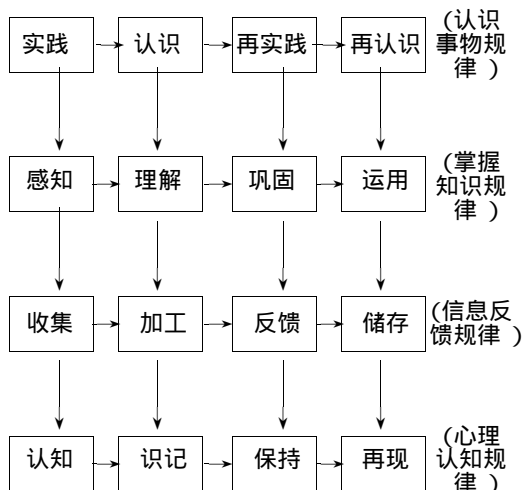 实践 认识 再实践 再认识 (认识
事物规
律 )
感知 理解 巩固 运用 (掌握
知识规
律 )
收集 加工 反馈 储存 (信息反
馈规律 )
认知 识记 保持 再现 (心理
认知规
律 )